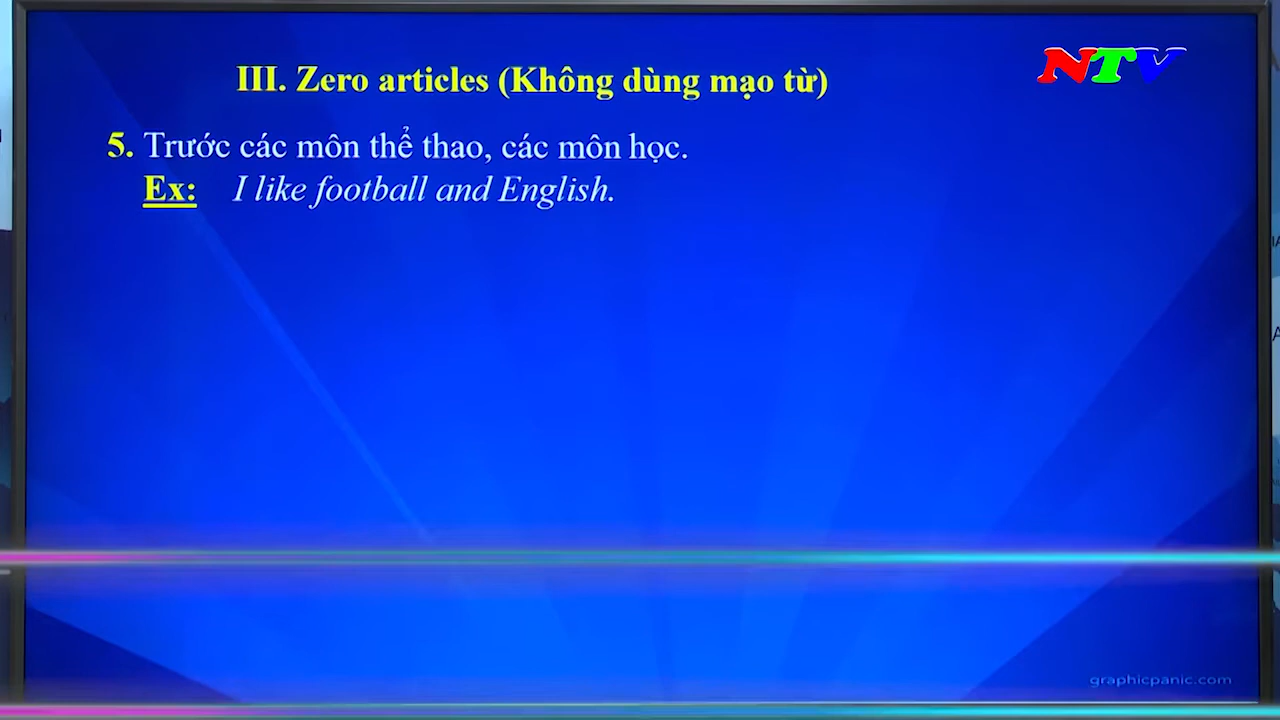 NTV
III. Zero articles (Không dùng mạo từ)
5. Trước các môn thể thao, các môn học.
Ex: I like football and English.
graphicpanic.com